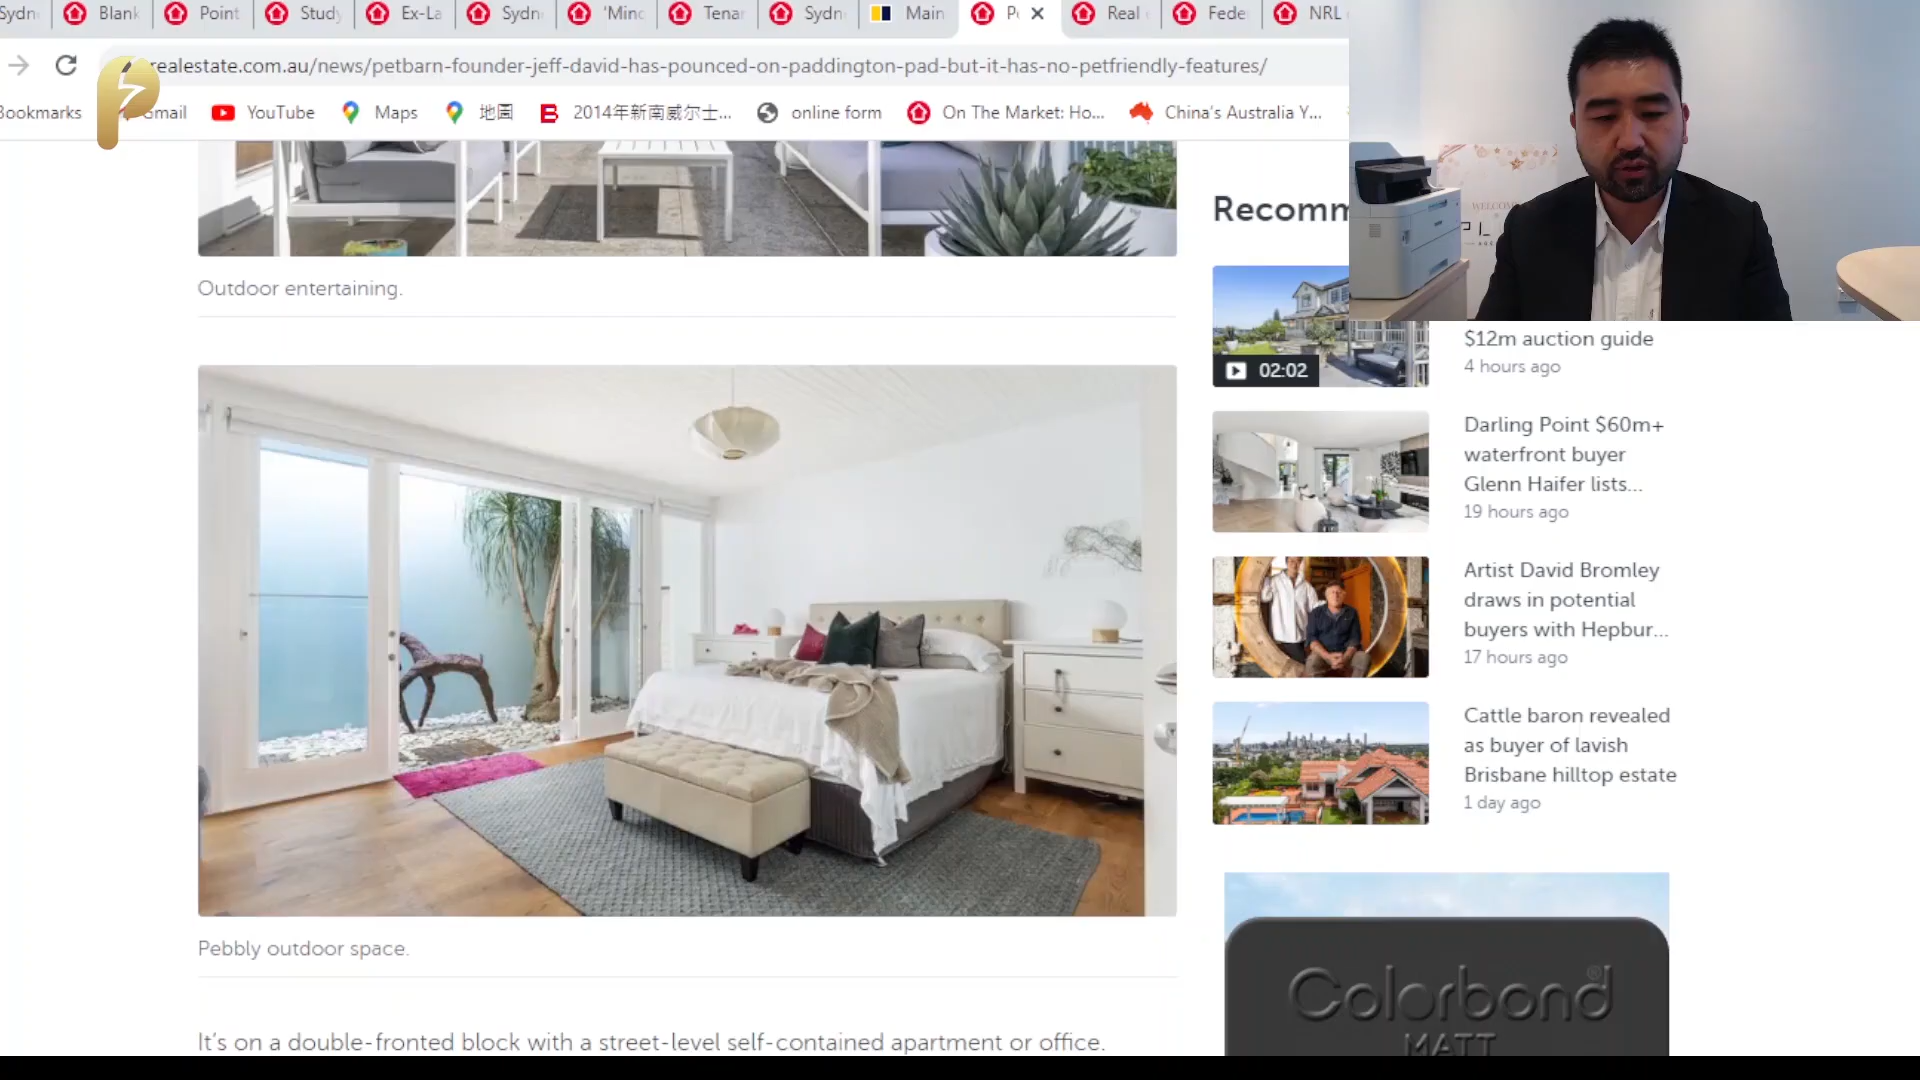 Sydn
Blank
Point
Study
Ex-La
Sydn
'Minc
Tenar
Sydn
Main
Real
Fede
NRL
realestate.com.au/news/petbarn-founder-jeff-david-has-pounced-on-paddington-pad-but-it-has-no-petfriendly-features/
Bookmarks
Gmail
YouTube
Maps
地圖
2014年新南威尔士...
online form
On The Market: Ho...
China's Australia Y...
Outdoor entertaining.
Pebbly outdoor space.
It's on a double-fronted block with a street-level self-contained apartment or office.
Recomm
WELCOME
02:02
$12m auction guide
4 hours ago
Darling Point $60m+
waterfront buyer
Glenn Haifer lists...
19 hours ago
Artist David Bromley
draws in potential
buyers with Hepbur...
17 hours ago
Cattle baron revealed
as buyer of lavish
Brisbane hilltop estate
1 day ago
Colorbond®
MATT